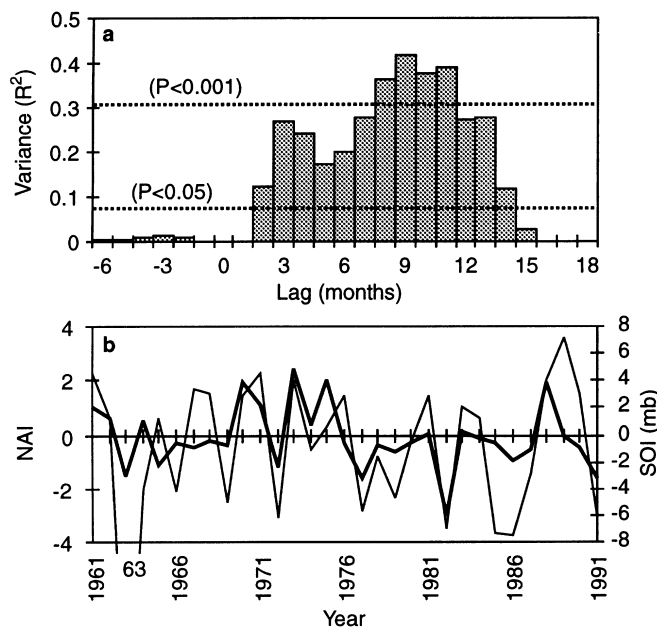 a
0.5
0.4
(P<0.001)
0.3
Variance (R²)
0.2
(P<0.05)
0.1
0
-6 -3 0 3 6 9 12 15 18
Lag (months)
b
4 8
6
2 4
2
0 0
NAI
SOI (mb)
-2
-2 -4
-6
-4 -8
63
1961 1966 1971 1976 1981 1986 1991
Year